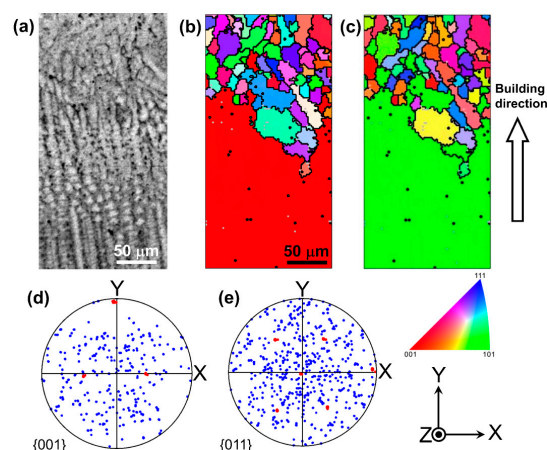 (a)
(b)
(c)
Building
direction
50 µm
50 µm
111
001
101
(d)
Y
X
{001}
(e)
Y
X
{011}
Y
Z
X